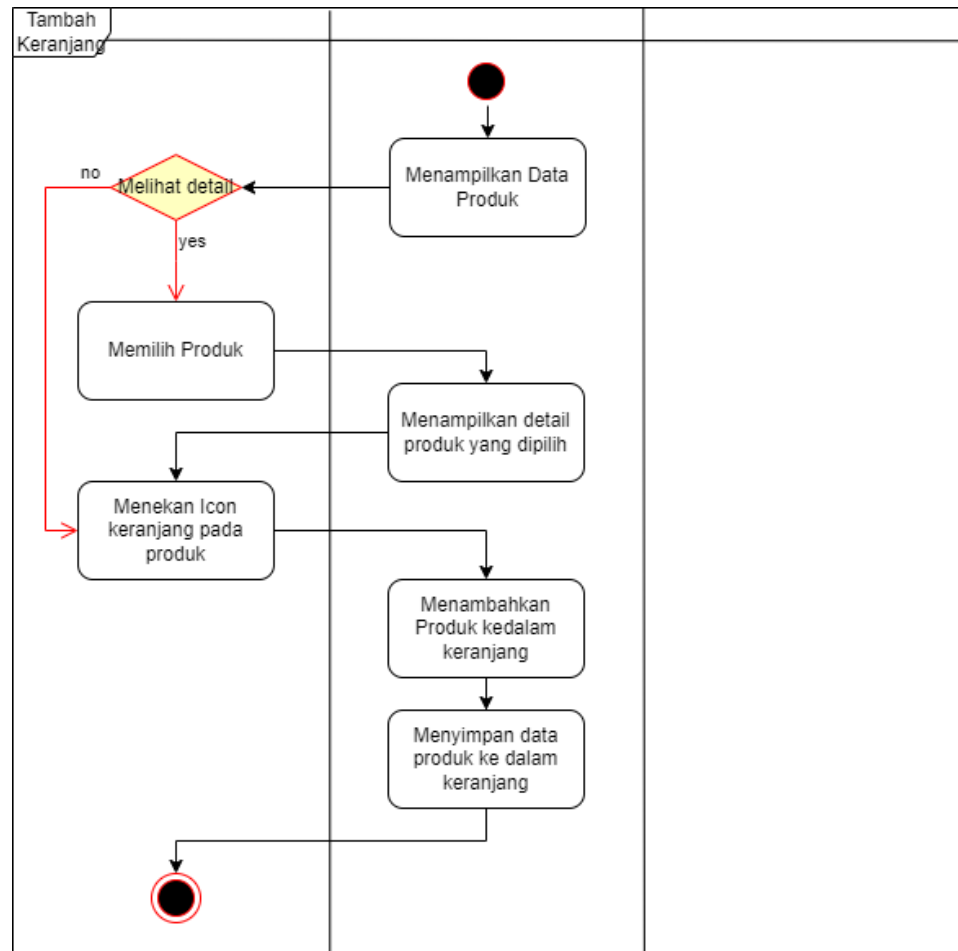 Tambah
Keranjang
Menampilkan Data
Produk
no
Melihat detail
yes
Memilih Produk
Menampilkan detail
produk yang dipilih
Menekan Icon
keranjang pada
produk
Menambahkan
Produk kedalam
keranjang
Menyimpan data
produk ke dalam
keranjang